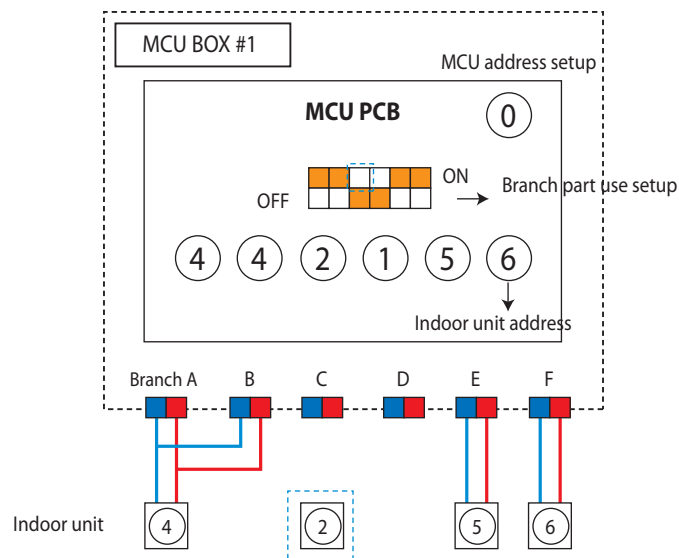 MCU BOX #1
MCU address setup
MCU PCB
0
ON
Branch part use setup
OFF
4 4 2 1 5 6
Indoor unit address
Branch A B C D E F
Indoor unit 4 2 5 6